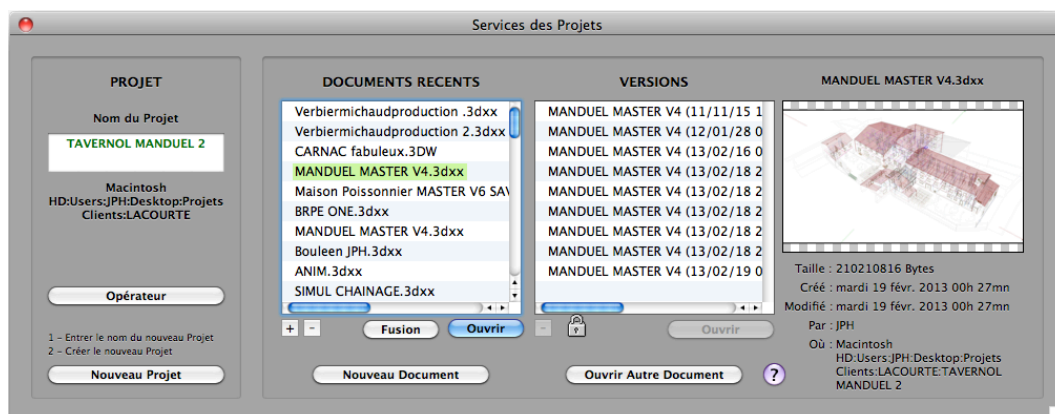 Services des Projets
PROJET
Nom du Projet
TAVERNOL MANDUEL 2
Macintosh
HD:Users:JPH:Desktop:Projets
Clients:LACOURTE
Opérateur
1 - Entrer le nom du nouveau Projet
2 - Créer le nouveau Projet
Nouveau Projet
DOCUMENTS RECENTS
Verbiermichaudproduction .3dxx
Verbiermichaudproduction 2.3dxx
CARNAC fabuleux.3DW
MANDUEL MASTER V4.3dxx
Maison Poissonnier MASTER V6 SAV
BRPE ONE.3dxx
MANDUEL MASTER V4.3dxx
Bouleen JPH.3dxx
ANIM.3dxx
SIMUL CHAINAGE.3dxx
+ -
Fusion
Ouvrir
Nouveau Document
VERSIONS
MANDUEL MASTER V4 (11/11/15 1
MANDUEL MASTER V4 (12/01/28 0
MANDUEL MASTER V4 (13/02/16 0
MANDUEL MASTER V4 (13/02/18 2
MANDUEL MASTER V4 (13/02/18 2
MANDUEL MASTER V4 (13/02/18 2
MANDUEL MASTER V4 (13/02/18 2
MANDUEL MASTER V4 (13/02/18 2
MANDUEL MASTER V4 (13/02/19 0
-
Ouvrir
Ouvrir Autre Document
?
MANDUEL MASTER V4.3dxx
Taille : 210210816 Bytes
Créé : mardi 19 févr. 2013 00h 27mn
Modifié : mardi 19 févr. 2013 00h 27mn
Par : JPH
Où : Macintosh
HD:Users:JPH:Desktop:Projets
Clients:LACOURTE:TAVERNOL
MANDUEL 2